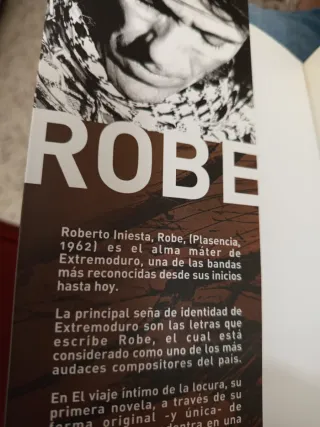 ROBE
Roberto Iniesta, Robe, (Plasencia,
1962) es el alma máter de
Extremoduro, una de las bandas
más reconocidas desde sus inicios
hasta hoy.
La principal seña de identidad de
Extremoduro son las letras que
escribe Robe, el cual está
considerado como uno de los más
audaces compositores del país.
En El viaje íntimo de la locura, su
primera novela, a través de su
forma original -y única- de
dentra en una